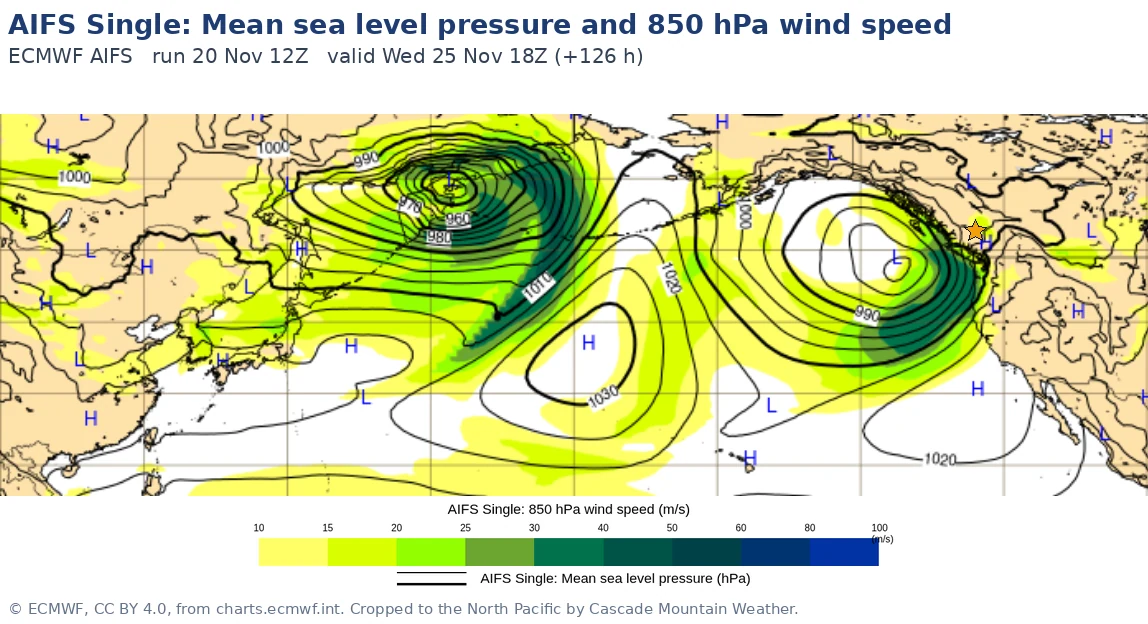 AIFS Single: Mean sea level pressure and 850 hPa wind speed
ECMWF AIFS   run 20 Nov 12Z   valid Wed 25 Nov 18Z (+126 h)
L
H
H
L
H
1000
990
L
L
H
1000
L
L
L
970
1000
960
980
H
H
L
L
L
H
1020
L
1010
H
L
990
H
H
H
L
H
H
1030
L
L
H
L
H
1020
AIFS Single: 850 hPa wind speed (m/s)
10 15 20 25 30 40 50 60 80 100
(m/s)
AIFS Single: Mean sea level pressure (hPa)
© ECMWF, CC BY 4.0, from charts.ecmwf.int. Cropped to the North Pacific by Cascade Mountain Weather.